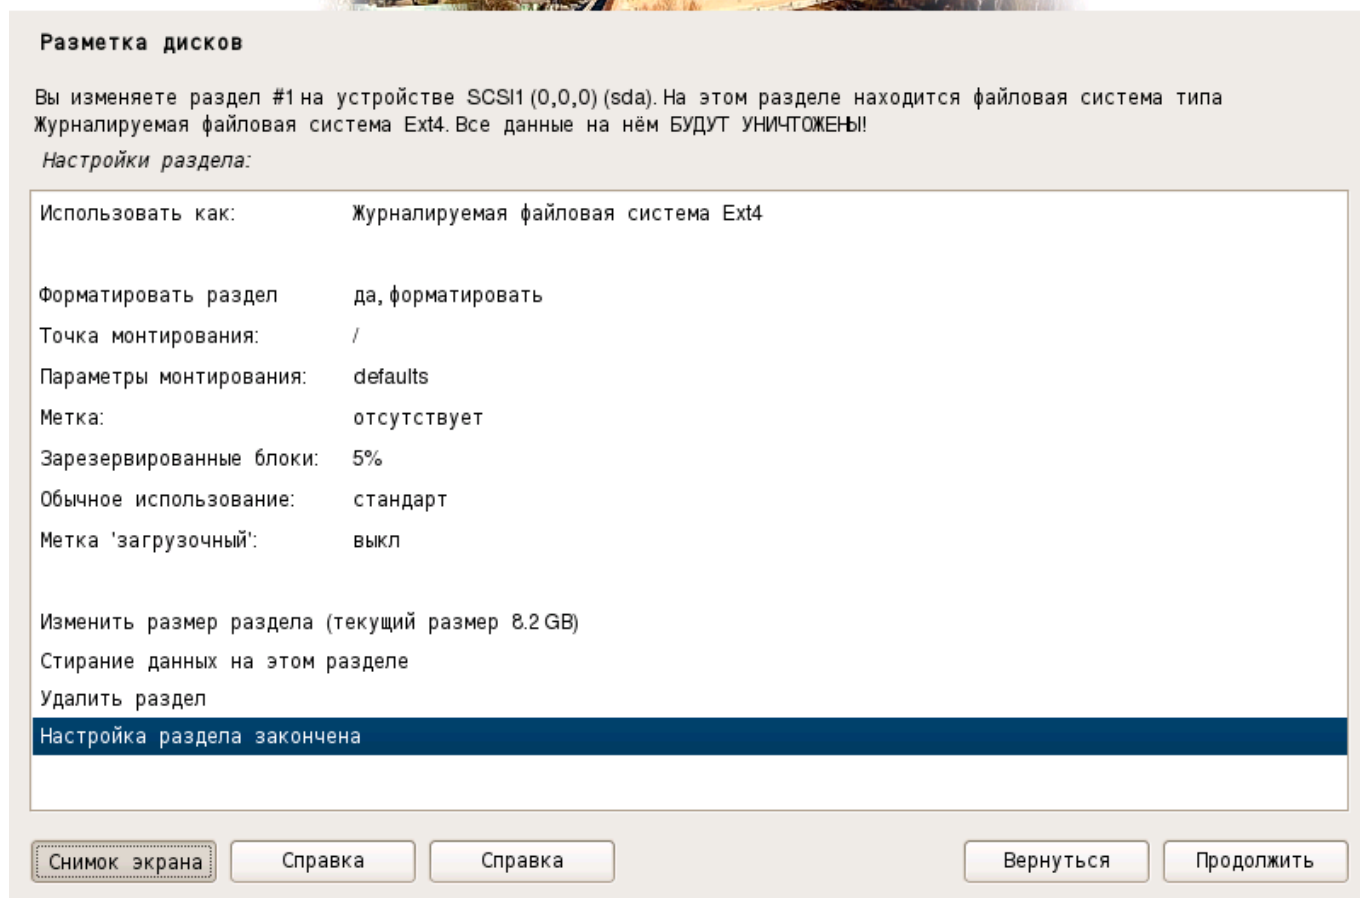 Разметка дисков
Вы изменяете раздел #1 на устройстве SCSI1 (0,0,0) (sda). На этом разделе находится файловая система типа
Журналируемая файловая система Ext4. Все данные на нём БУДУТ УНИЧТОЖЕНЫ!
Настройки раздела:
Использовать как: Журналируемая файловая система Ext4
Форматировать раздел да, форматировать
Точка монтирования: /
Параметры монтирования: defaults
Метка: отсутствует
Зарезервированные блоки: 5%
Обычное использование: стандарт
Метка 'загрузочный': выкл
Изменить размер раздела (текущий размер 8.2 GB)
Стирание данных на этом разделе
Удалить раздел
Настройка раздела закончена
Снимок экрана Справка Справка Вернуться Продолжить